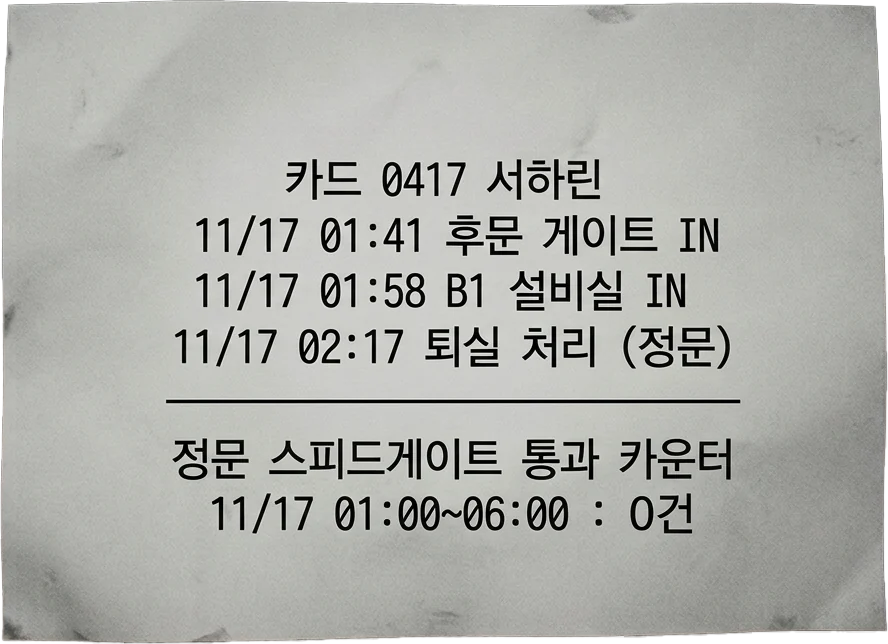 카드 0417 서하린
11/17 01:41 후문 게이트 IN
11/17 01:58 B1 설비실 IN
11/17 02:17 퇴실 처리 (정문)
정문 스피드게이트 통과 카운터
11/17 01:00~06:00 : 0건